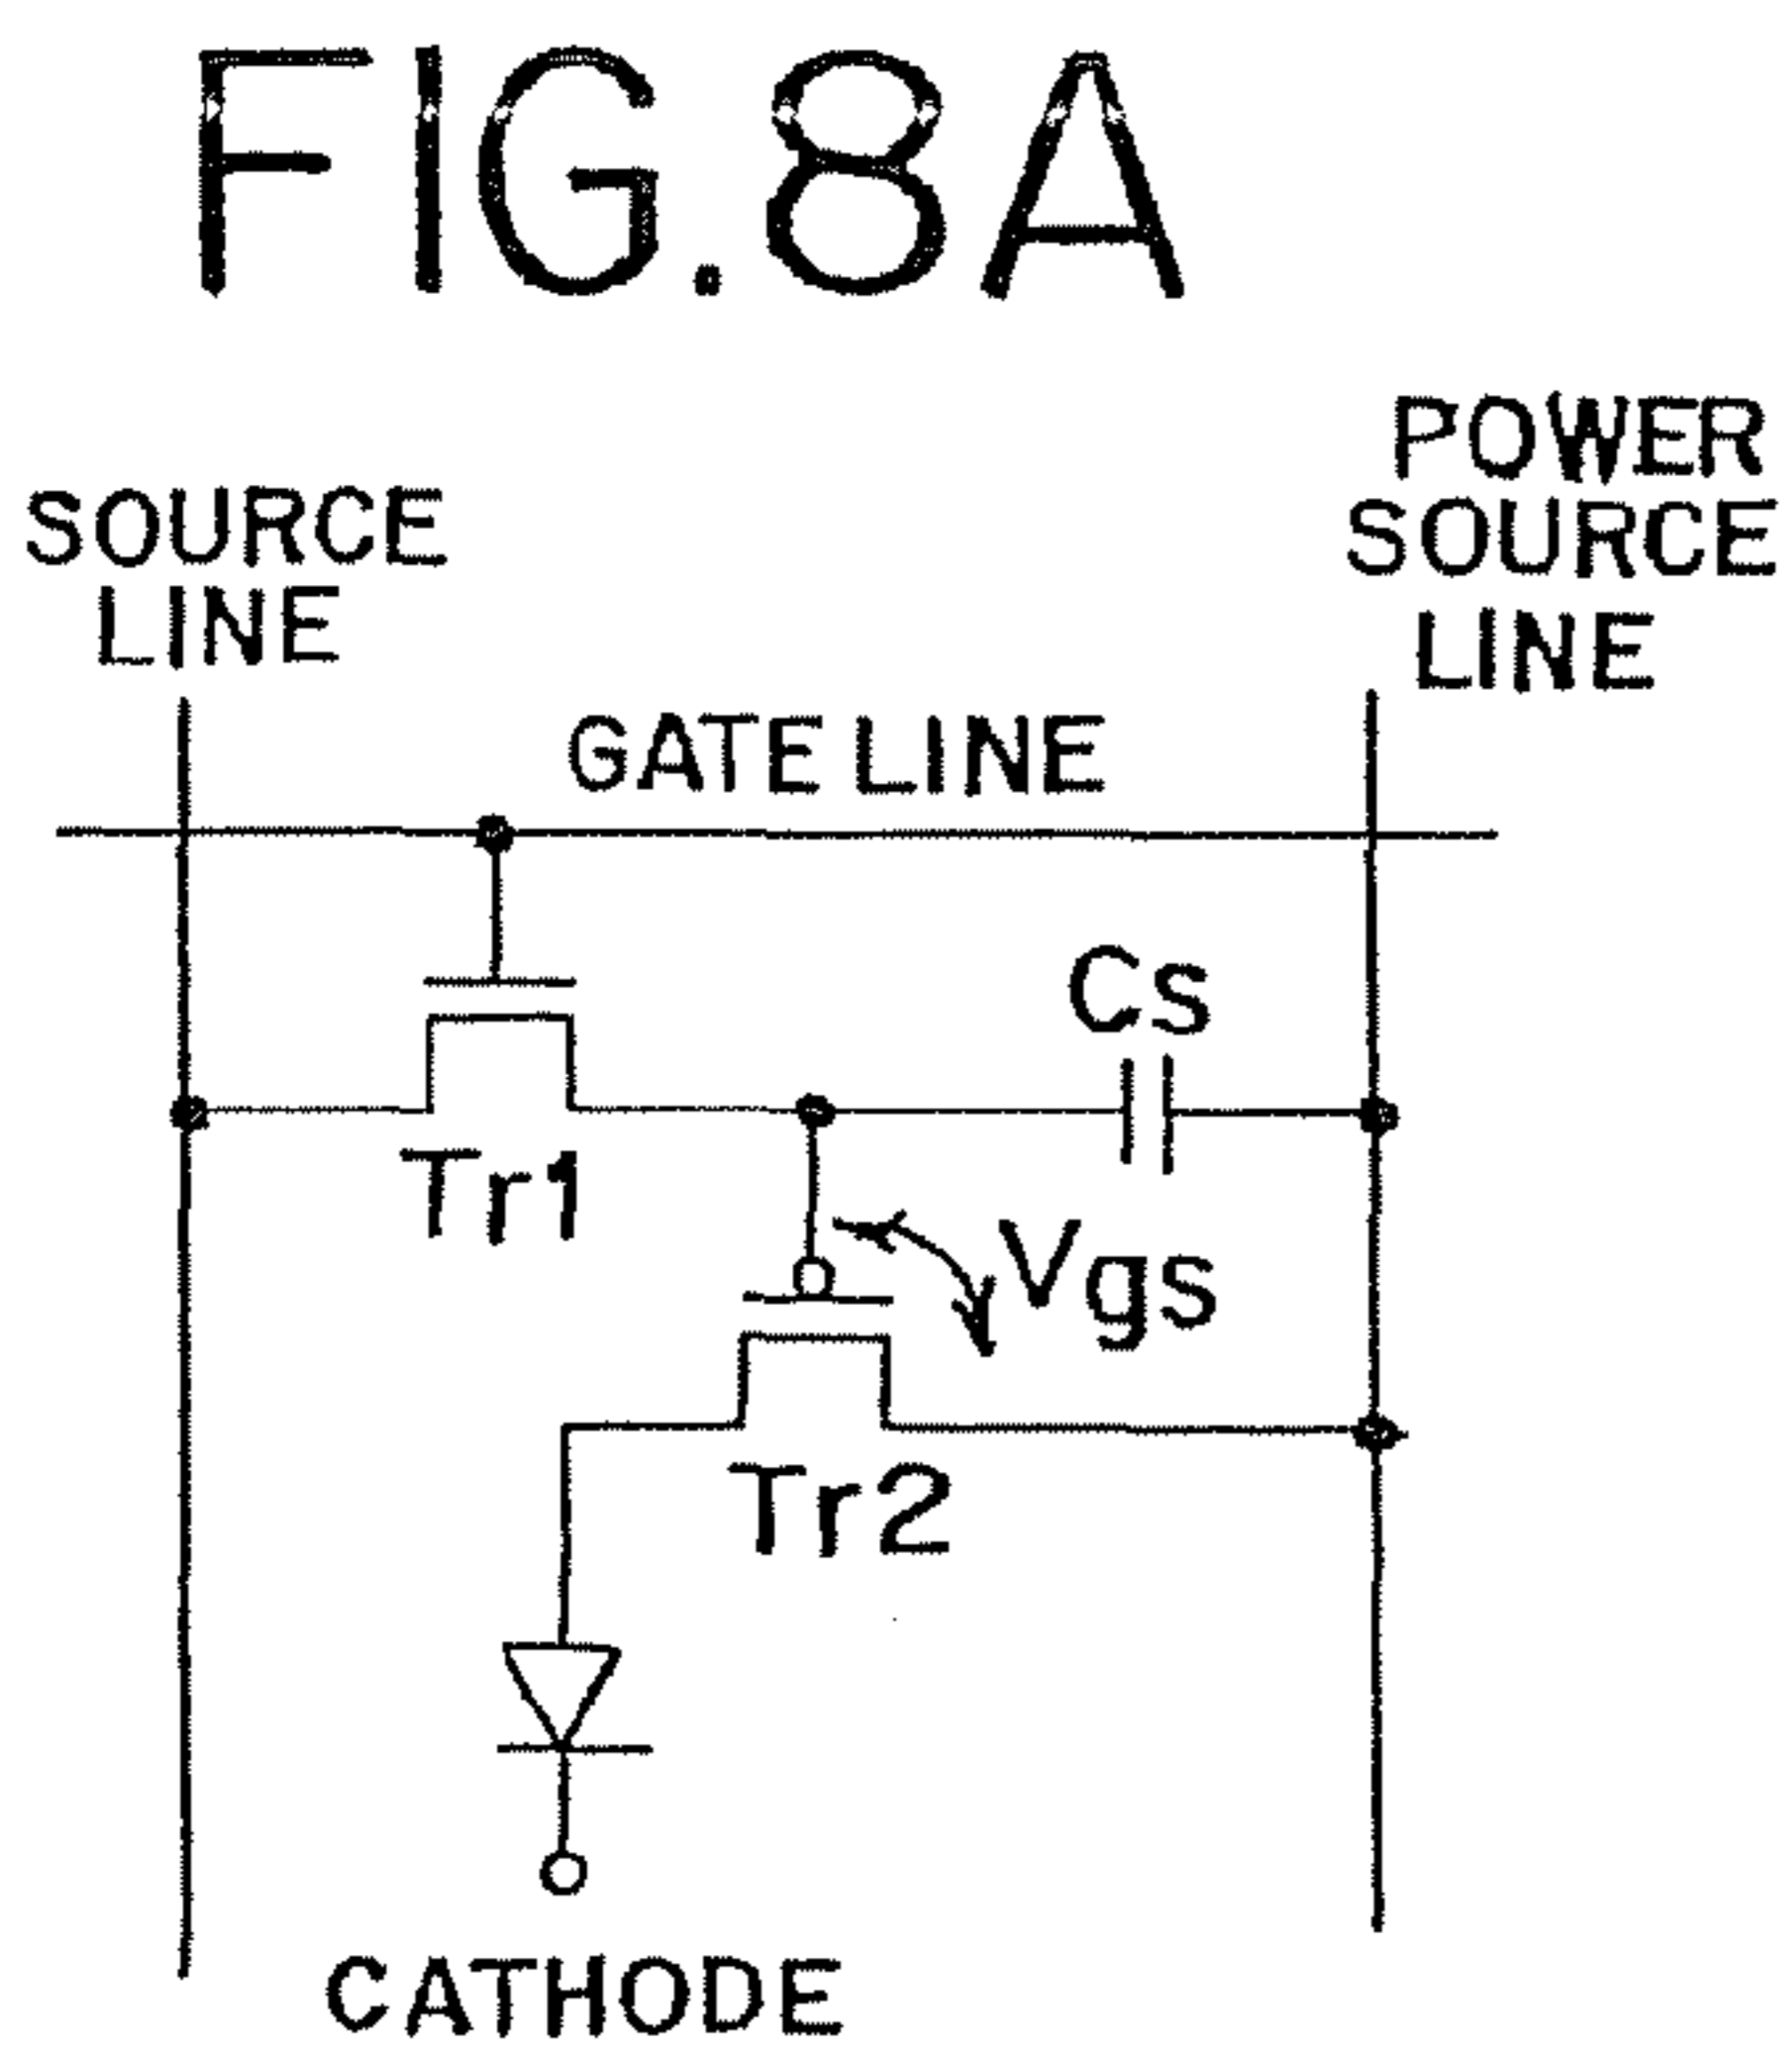 FIG.8A
SOURCE
LINE
POWER
SOURCE
LINE
GATE LINE
Cs
Tr1
Vgs
Tr2
CATHODE